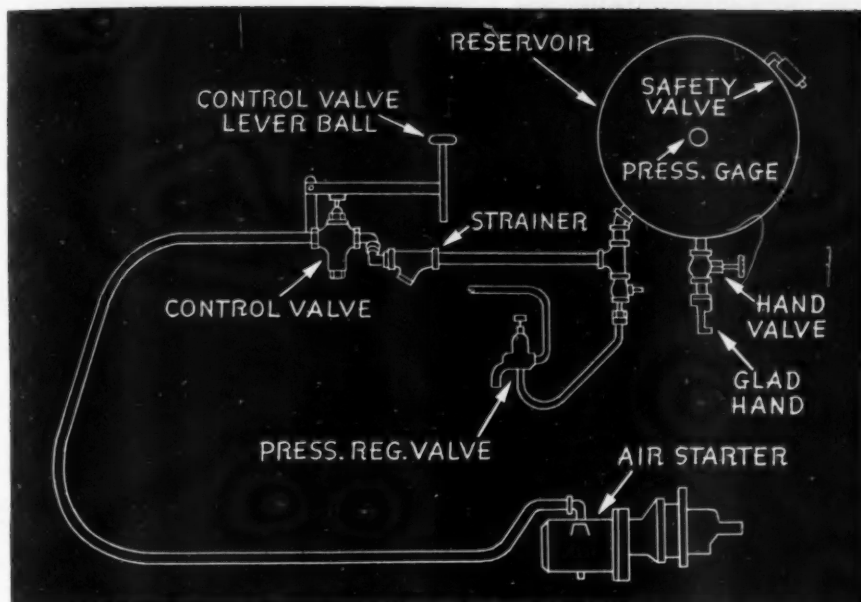 RESERVOIR
SAFETY
VALVE
CONTROL VALVE
LEVER BALL
PRESS. GAGE
STRAINER
CONTROL VALVE
HAND
VALVE
GLAD
HAND
PRESS. REG. VALVE
AIR STARTER